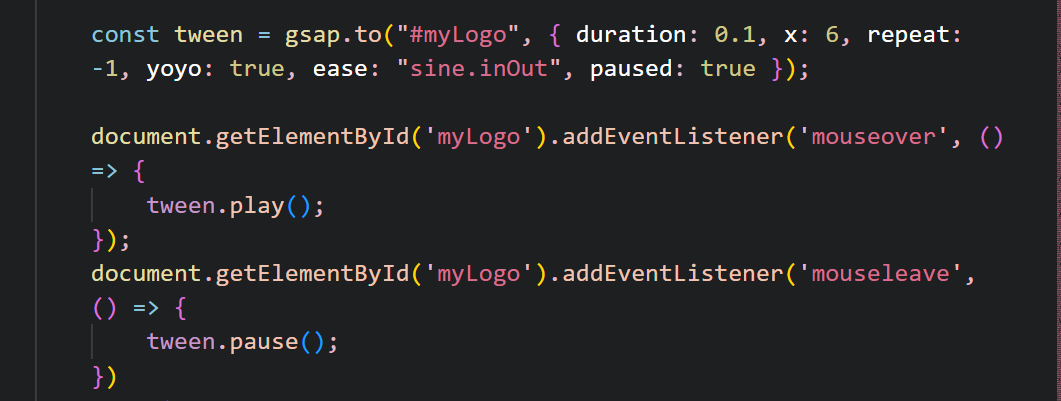 const tween = gsap.to("#myLogo", { duration: 0.1, x: 6, repeat:
-1, yoyo: true, ease: "sine.inOut", paused: true });
document.getElementById('myLogo').addEventListener('mouseover', ()
=> {
tween.play();
});
document.getElementById('myLogo').addEventListener('mouseleave',
() => {
tween.pause();
})